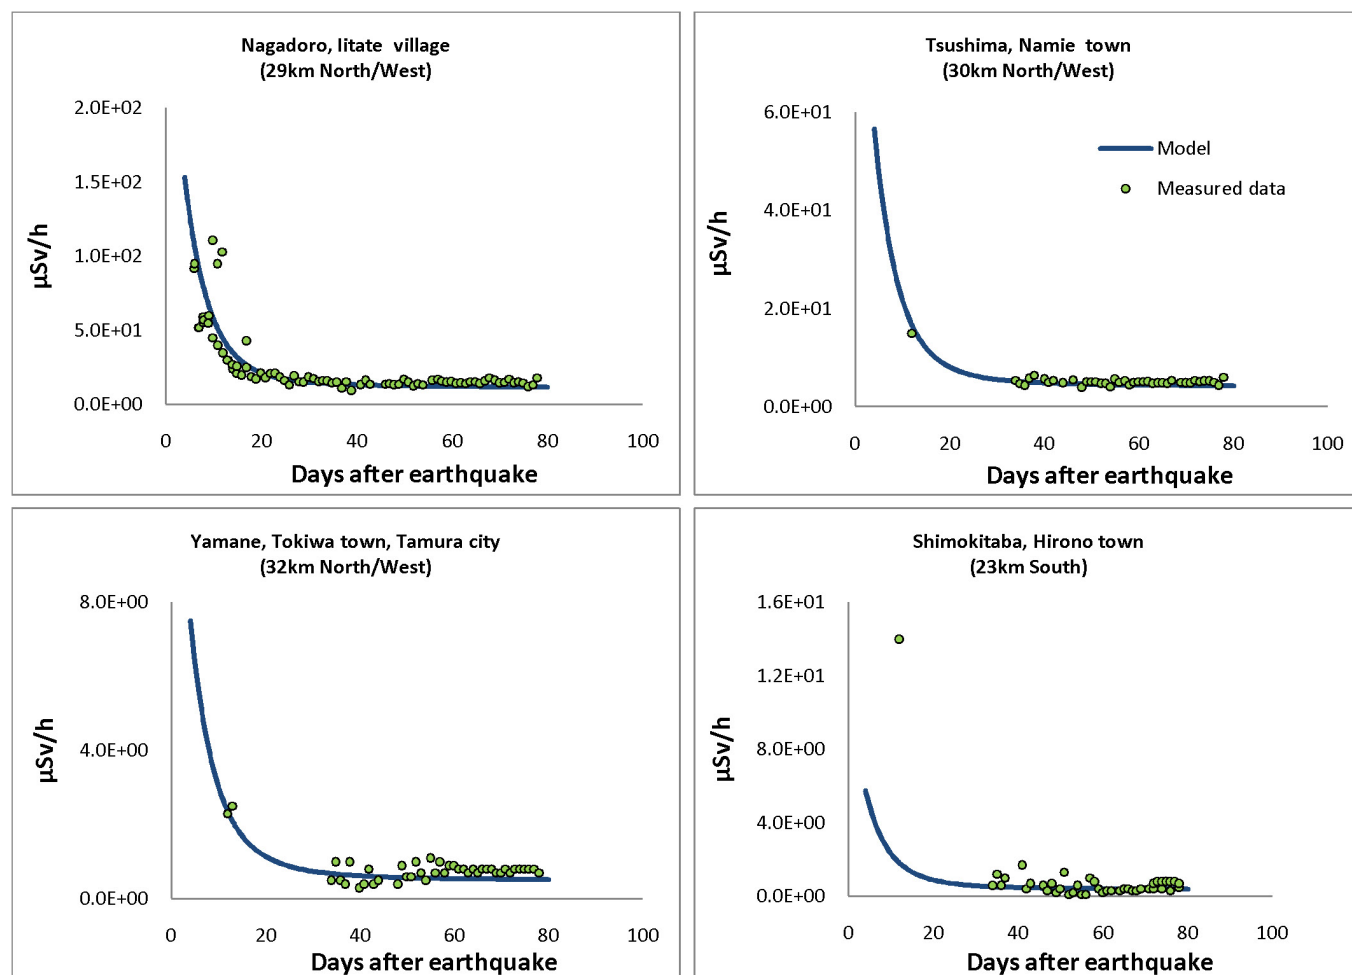 Nagadoro, Iitate village
(29km North/West)
2.0E+02
1.5E+02
1.0E+02
5.0E+01
0.0E+00
µSv/h
0 20 40 60 80 100
Days after earthquake
Tsushima, Namie town
(30km North/West)
6.0E+01
4.0E+01
2.0E+01
0.0E+00
µSv/h
Model
Measured data
0 20 40 60 80 100
Days after earthquake
Yamane, Tokiwa town, Tamura city
(32km North/West)
8.0E+00
4.0E+00
0.0E+00
µSv/h
0 20 40 60 80 100
Days after earthquake
Shimokitaba, Hirono town
(23km South)
1.6E+01
1.2E+01
8.0E+00
4.0E+00
0.0E+00
µSv/h
0 20 40 60 80 100
Days after earthquake